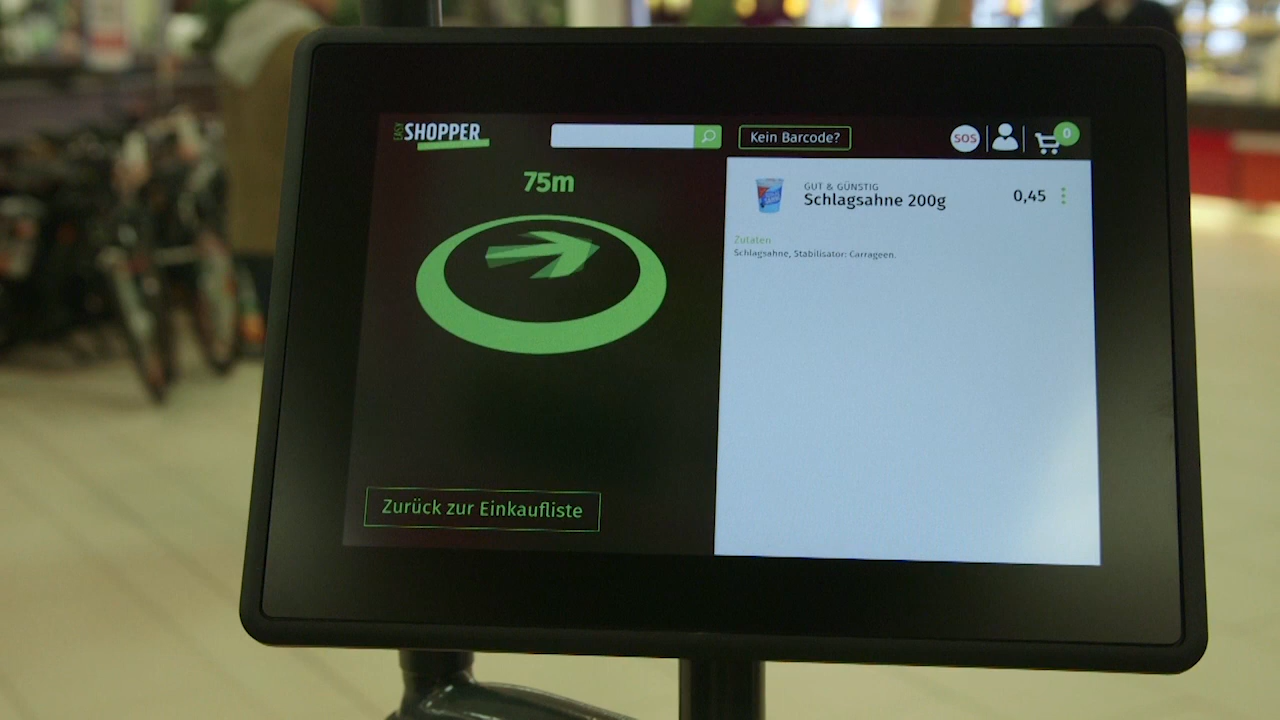 EASY SHOPPER
Kein Barcode?
SOS
0
75m
GUT & GÜNSTIG
Schlagsahne 200g
0,45
Zutaten
Schlagsahne, Stabilisator: Carrageen.
Zurück zur Einkaufliste